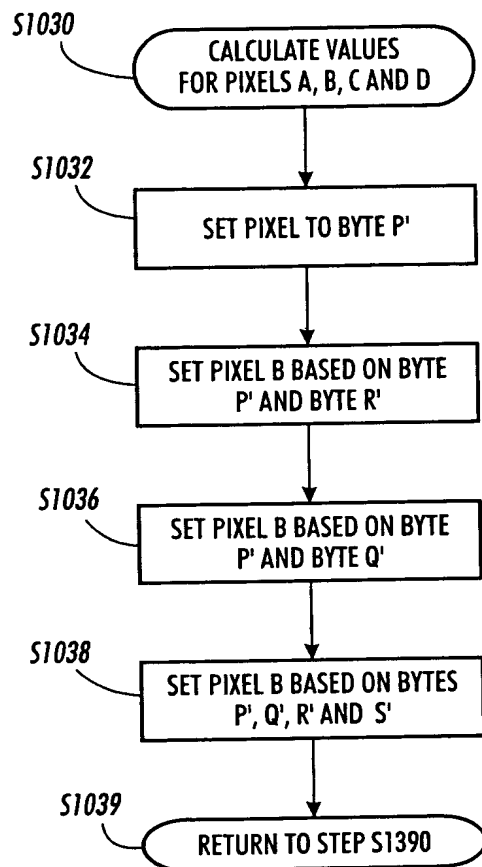 S1030
CALCULATE VALUES
FOR PIXELS A, B, C AND D
S1032
SET PIXEL TO BYTE P'
S1034
SET PIXEL B BASED ON BYTE
P' AND BYTE R'
S1036
SET PIXEL B BASED ON BYTE
P' AND BYTE Q'
S1038
SET PIXEL B BASED ON BYTES
P', Q', R' AND S'
S1039
RETURN TO STEP S1390